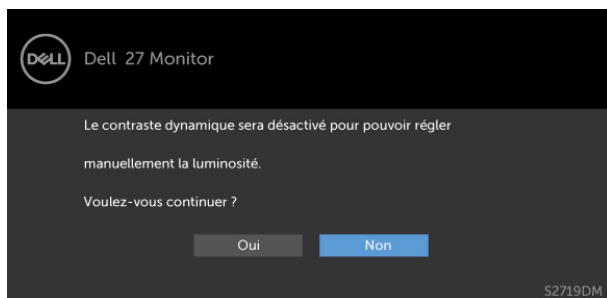 DELL
Dell 27 Monitor
Le contraste dynamique sera désactivé pour pouvoir régler
manuellement la luminosité.
Voulez-vous continuer ?
Oui Non
S2719DM